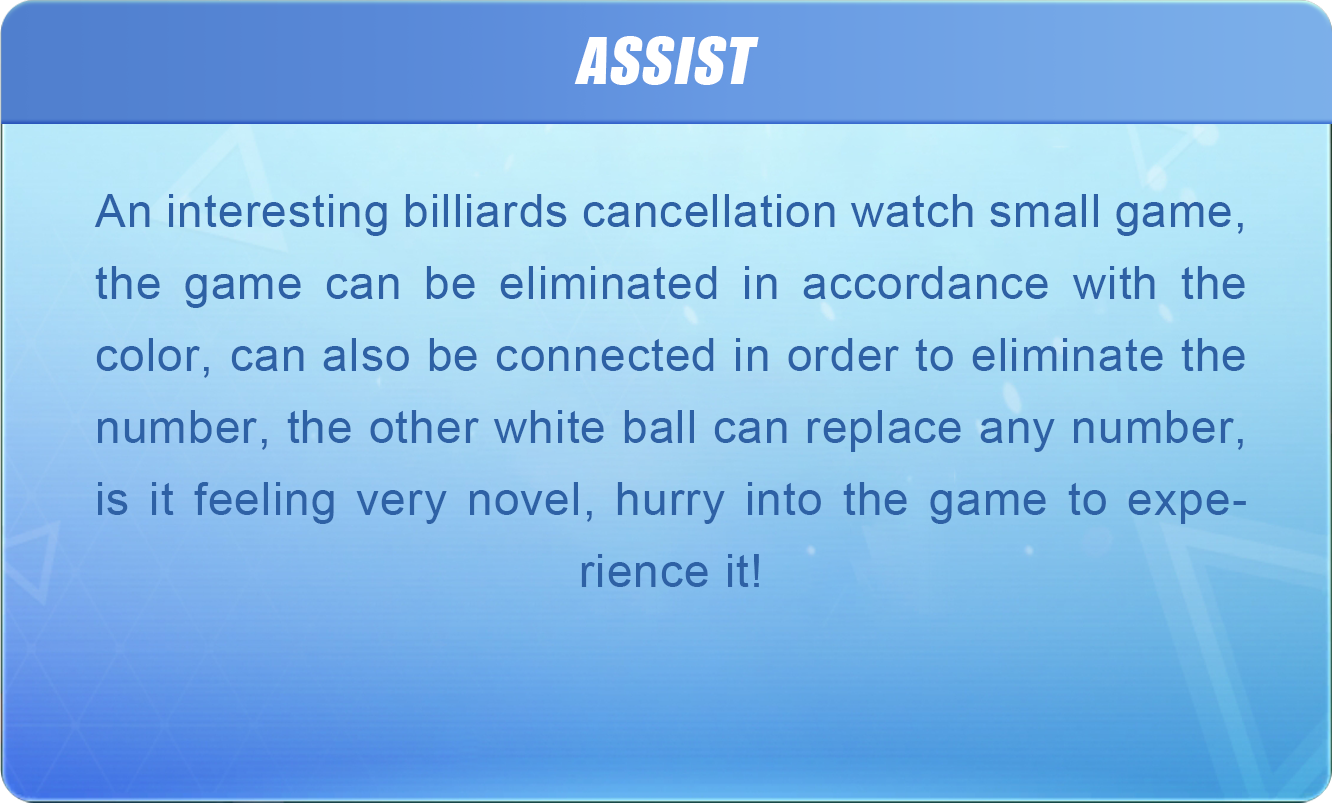 ASSIST
An interesting billiards cancellation watch small game,
the game can be eliminated in accordance with the
color, can also be connected in order to eliminate the
number, the other white ball can replace any number,
is it feeling very novel, hurry into the game to expe-
rience it!